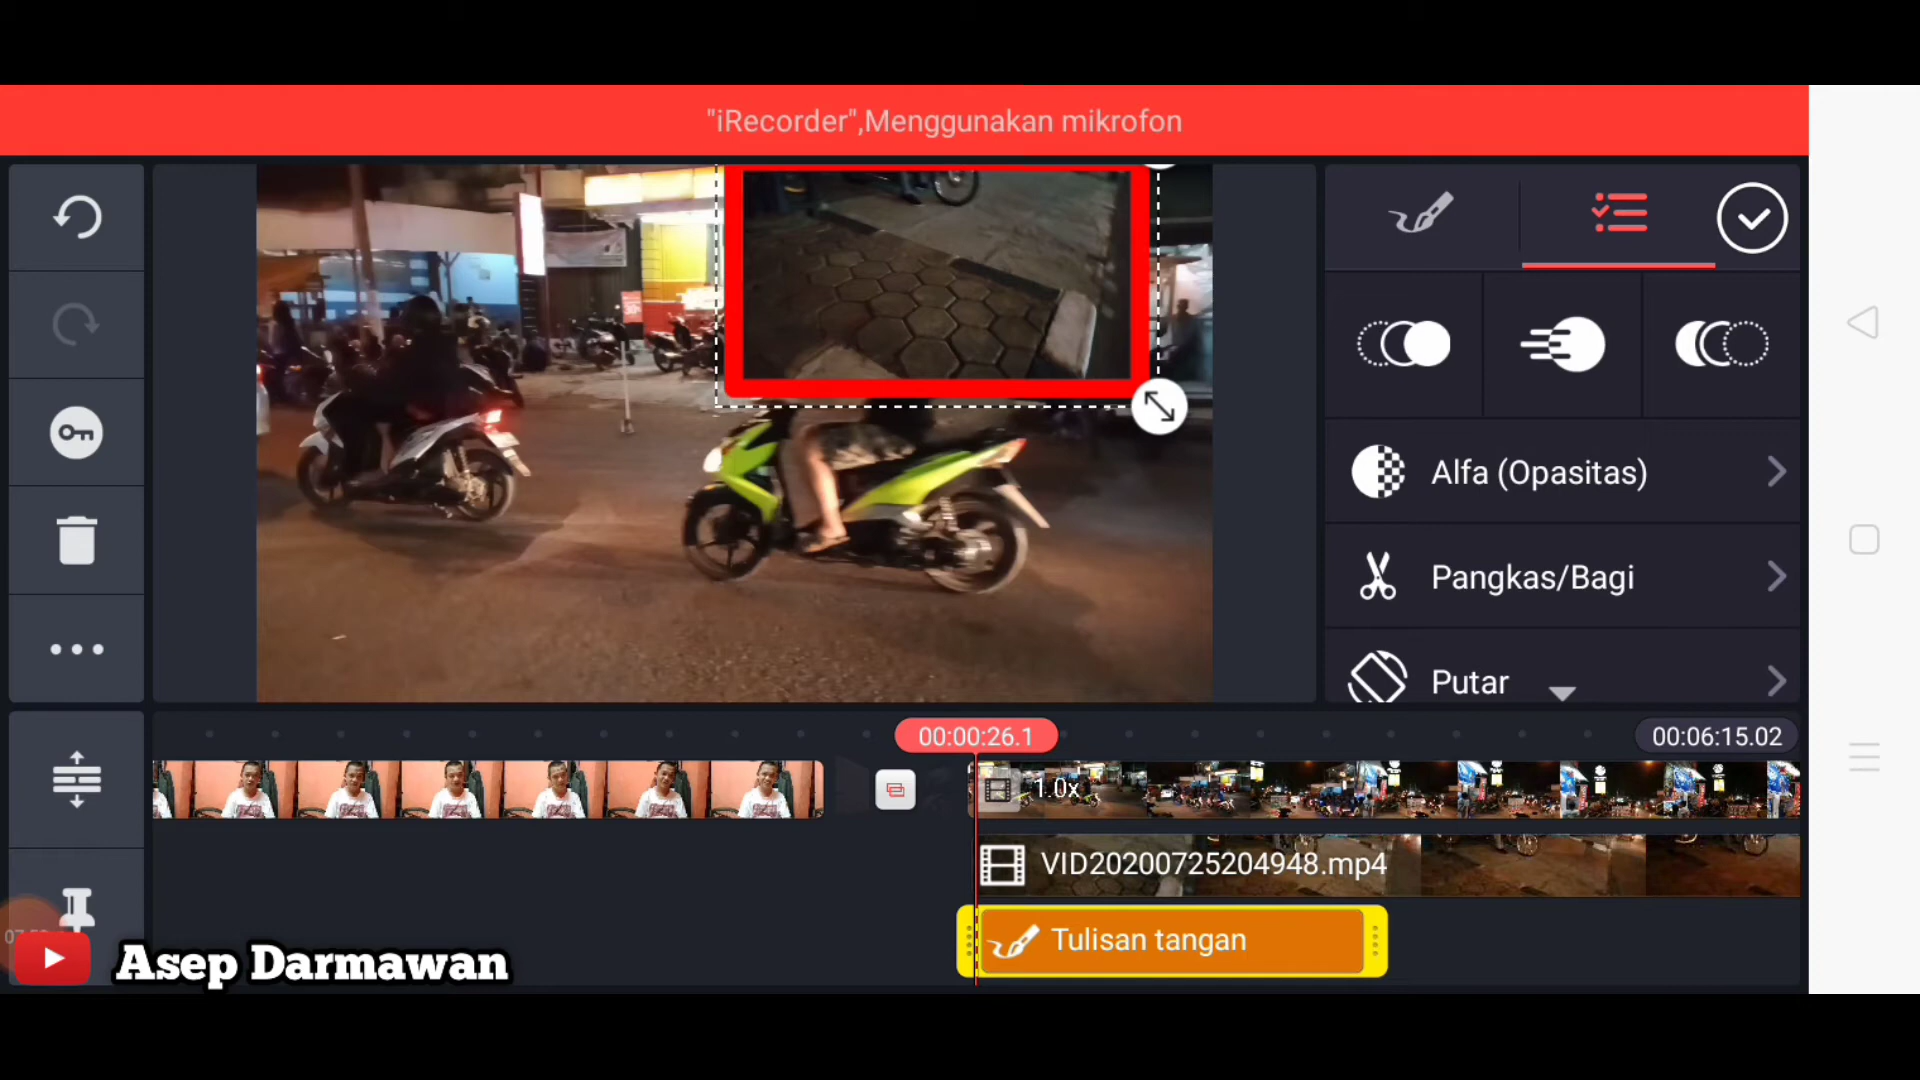 "iRecorder",Menggunakan mikrofon
Alfa (Opasitas)
Pangkas/Bagi
Putar
00:00:26.1
00:06:15.02
1.0x
VID20200725204948.mp4
Tulisan tangan
Asep Darmawan